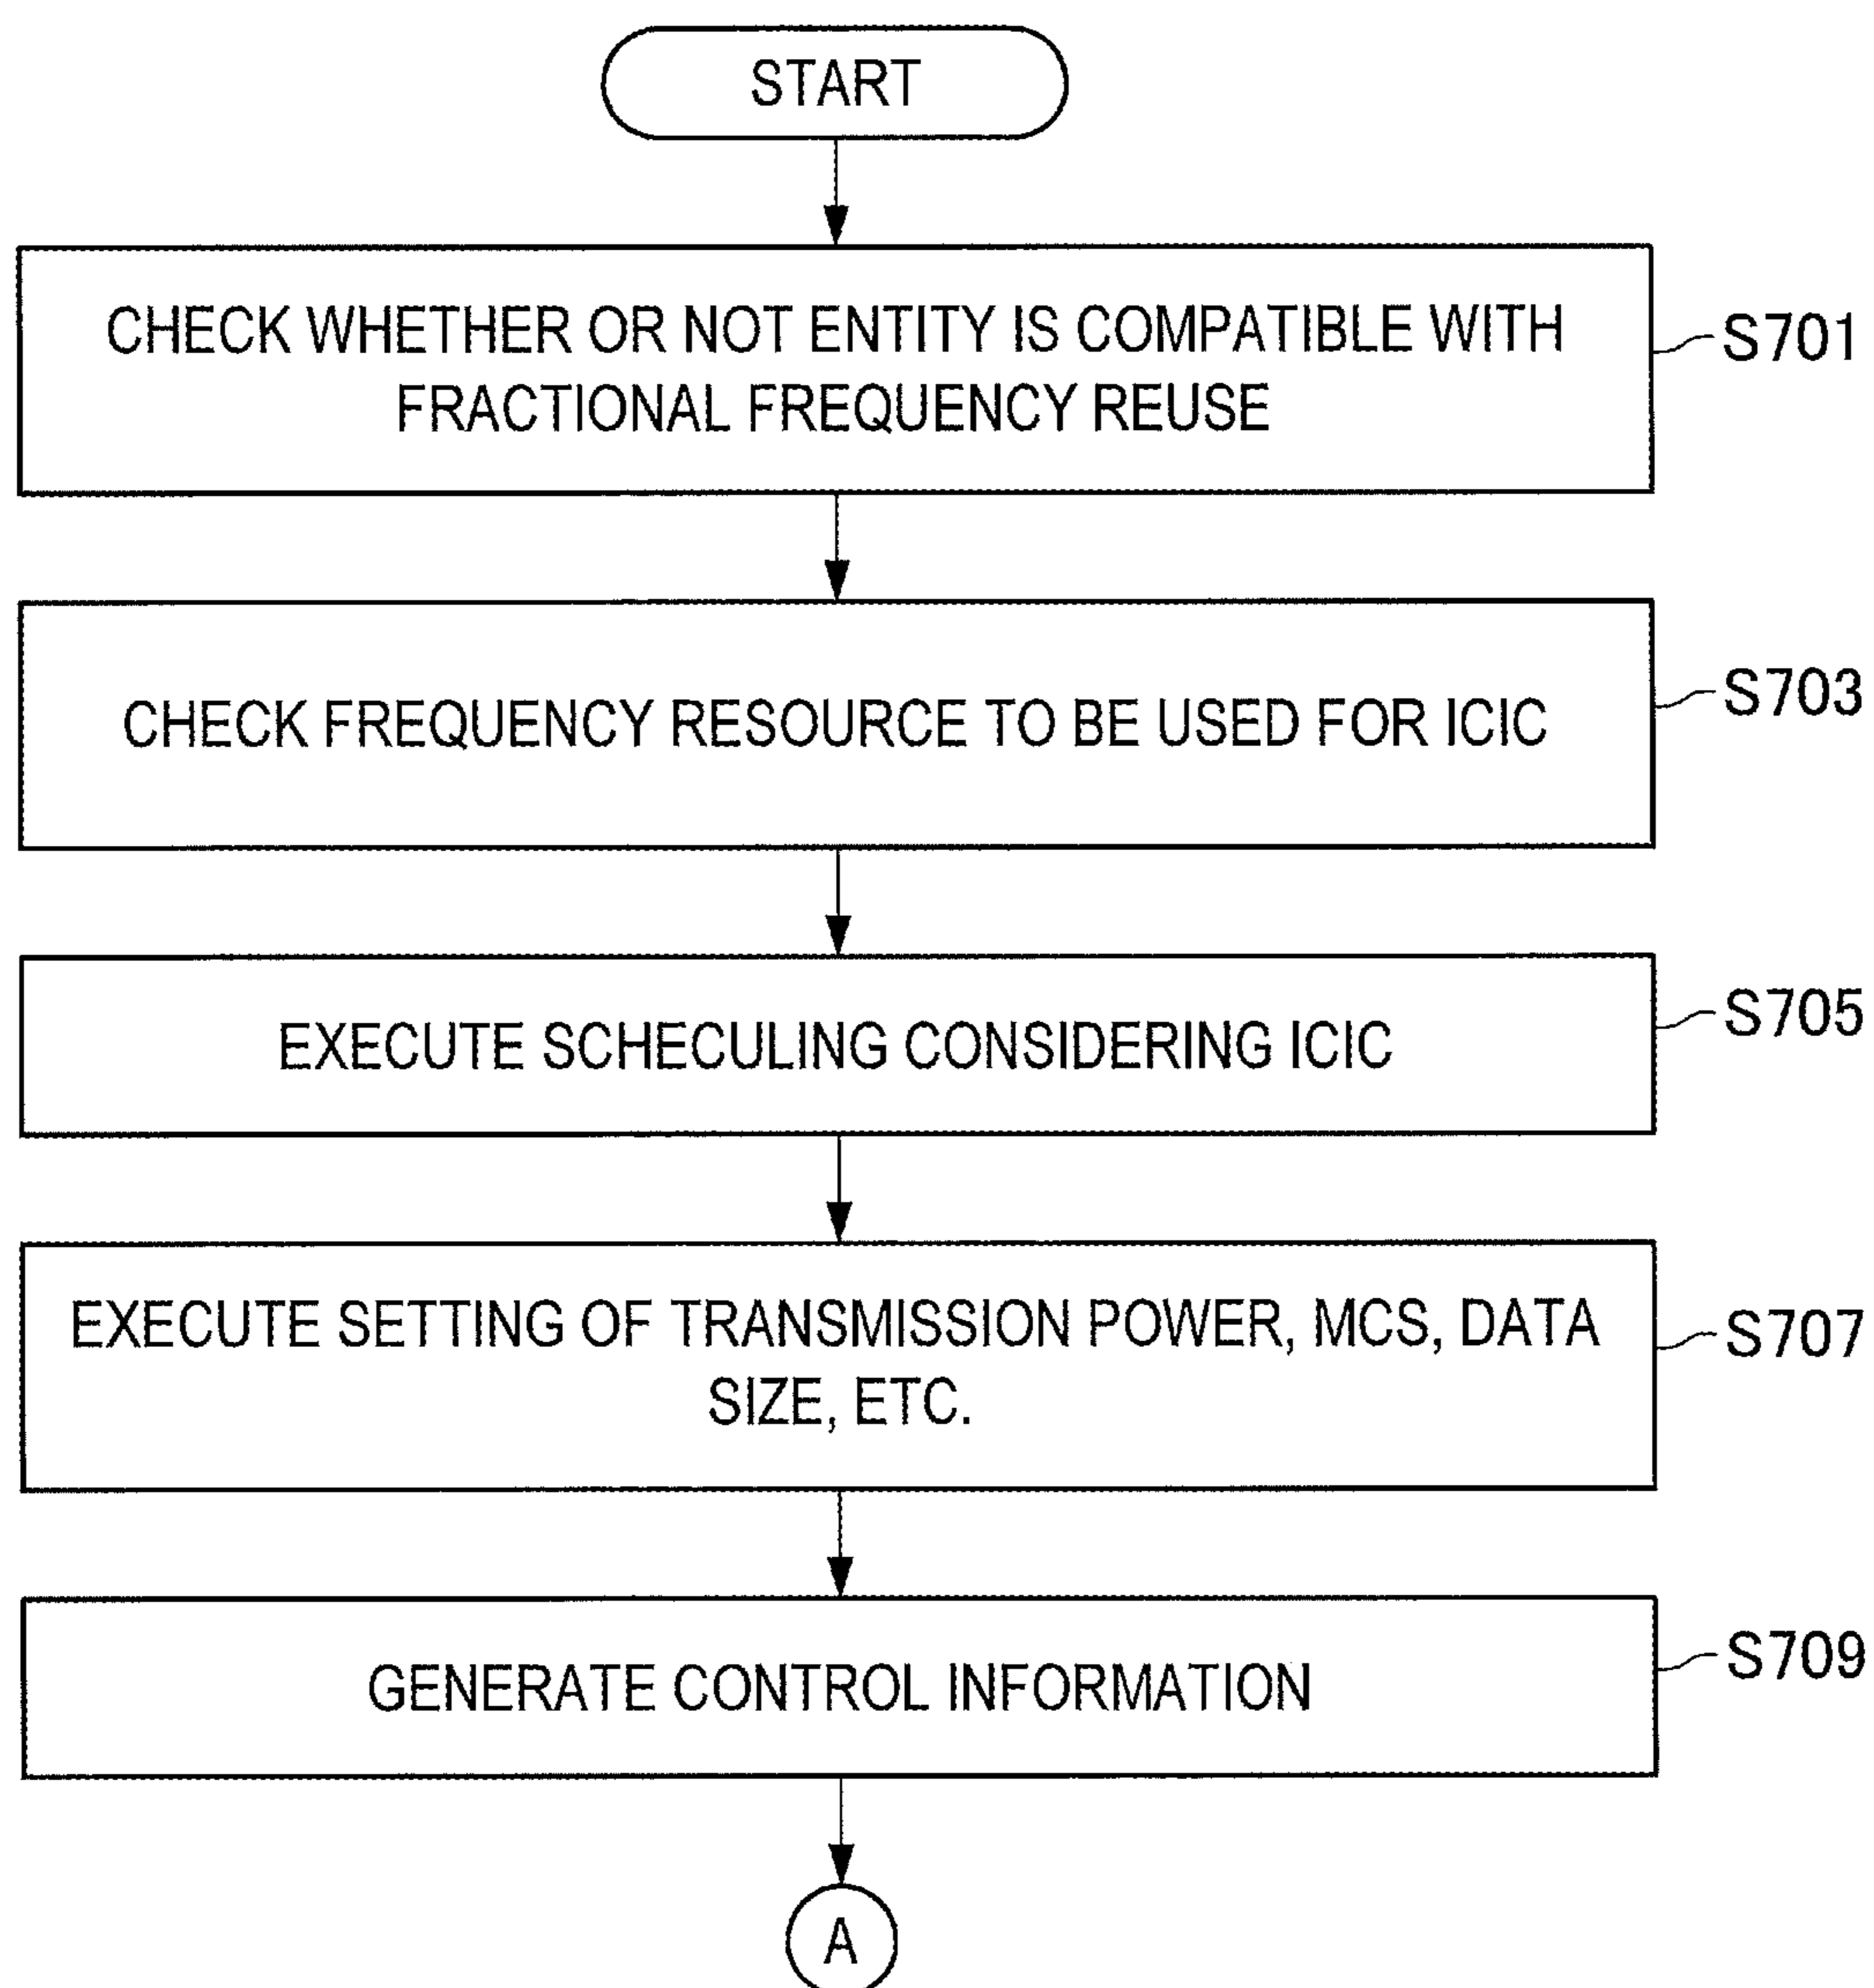 START
CHECK WHETHER OR NOT ENTITY IS COMPATIBLE WITH
FRACTIONAL FREQUENCY REUSE
S701
CHECK FREQUENCY RESOURCE TO BE USED FOR ICIC
S703
EXECUTE SCHECULING CONSIDERING ICIC
S705
EXECUTE SETTING OF TRANSMISSION POWER, MCS, DATA
SIZE, ETC.
S707
GENERATE CONTROL INFORMATION
S709
A